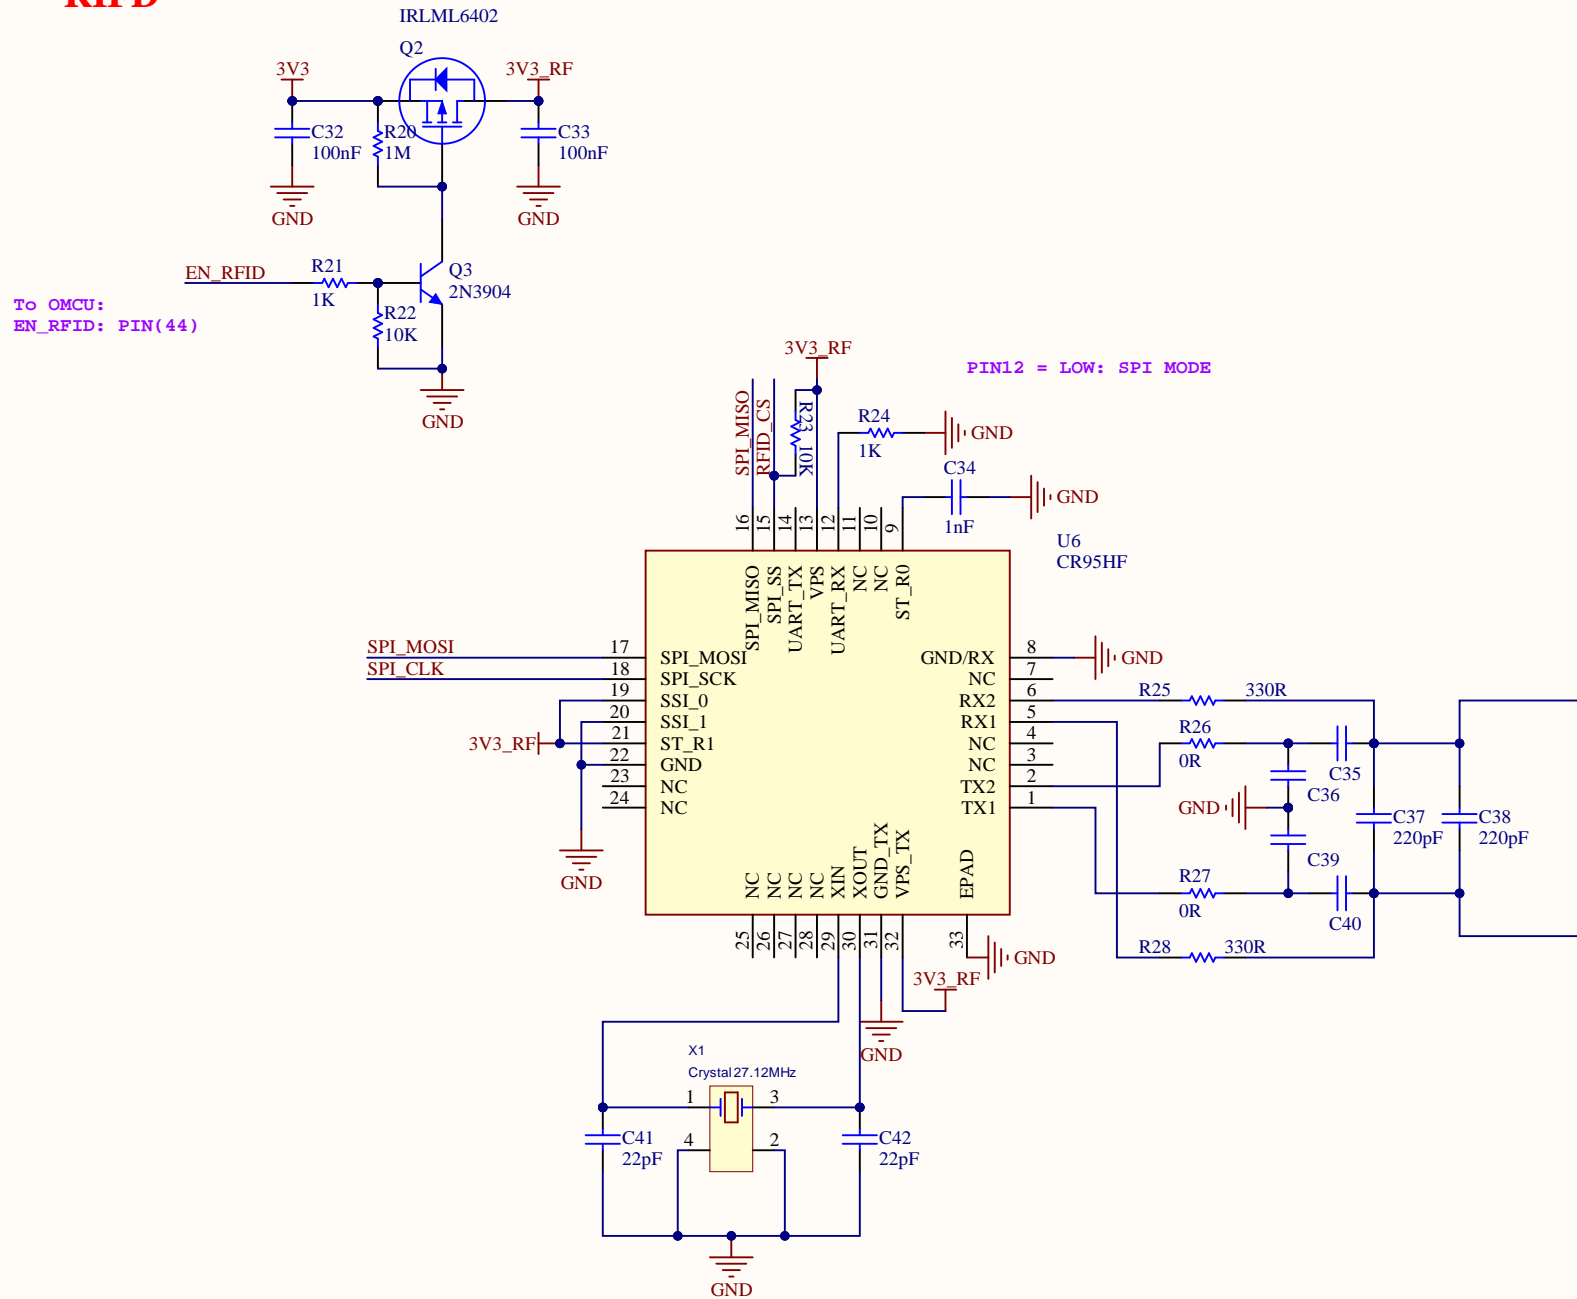 RIFD
IRLML6402
Q2
3V3
3V3_RF
C32
100nF
R20
1M
C33
100nF
GND
GND
EN_RFID
R21
1K
Q3
2N3904
R22
10K
GND
To OMCU:
EN_RFID: PIN(44)
3V3_RF
PIN12 = LOW: SPI MODE
SPI_MISO
RFID_CS
R23
10K
R24
1K
GND
C34
1nF
GND
U6
CR95HF
16
15
14
13
12
11
10
9
SPI_MISO
SPI_SS
UART_TX
VPS
UART_RX
NC
NC
ST_R0
SPI_MOSI
17
SPI_MOSI
SPI_CLK
18
SPI_SCK
19
SSI_0
20
SSI_1
3V3_RF
21
ST_R1
22
GND
23
NC
24
NC
GND
GND/RX
8
GND
NC
7
RX2
6
RX1
5
NC
4
NC
3
TX2
2
TX1
1
R25
330R
R26
0R
C35
C36
GND
C37
220pF
C38
220pF
C39
R27
0R
C40
R28
330R
NC
NC
NC
NC
XIN
XOUT
GND_TX
VPS_TX
EPAD
25
26
27
28
29
30
31
32
33
GND
3V3_RF
GND
X1
Crystal 27.12MHz
1
3
4
2
C41
22pF
C42
22pF
GND